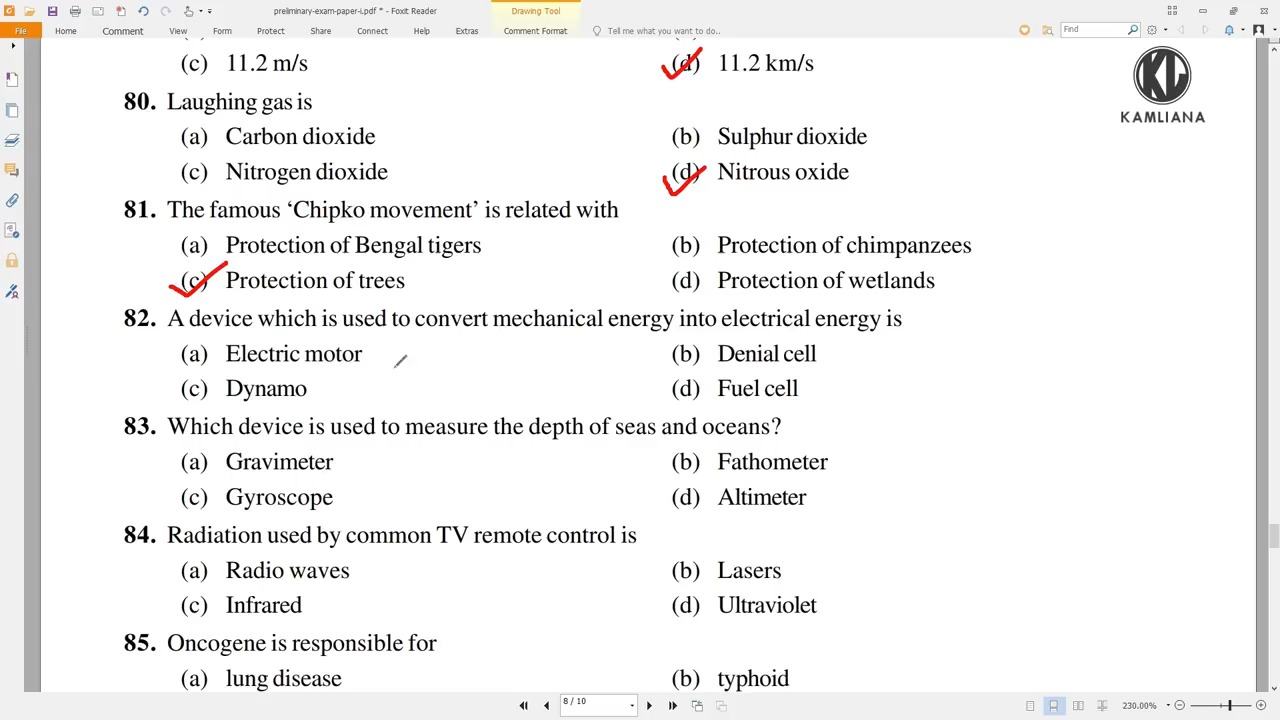 preliminary-exam-paper-i.pdf * - Foxit Reader
Drawing Tool
File Home Comment View Form Protect Share Connect Help Extras Comment Format Tell me what you want to do..
Find
(c) 11.2 m/s (d) 11.2 km/s
KAMLIANA
80. Laughing gas is
(a) Carbon dioxide (b) Sulphur dioxide
(c) Nitrogen dioxide (d) Nitrous oxide
81. The famous ‘Chipko movement’ is related with
(a) Protection of Bengal tigers (b) Protection of chimpanzees
(c) Protection of trees (d) Protection of wetlands
82. A device which is used to convert mechanical energy into electrical energy is
(a) Electric motor (b) Denial cell
(c) Dynamo (d) Fuel cell
83. Which device is used to measure the depth of seas and oceans?
(a) Gravimeter (b) Fathometer
(c) Gyroscope (d) Altimeter
84. Radiation used by common TV remote control is
(a) Radio waves (b) Lasers
(c) Infrared (d) Ultraviolet
85. Oncogene is responsible for
(a) lung disease (b) typhoid
8 / 10
230.00%